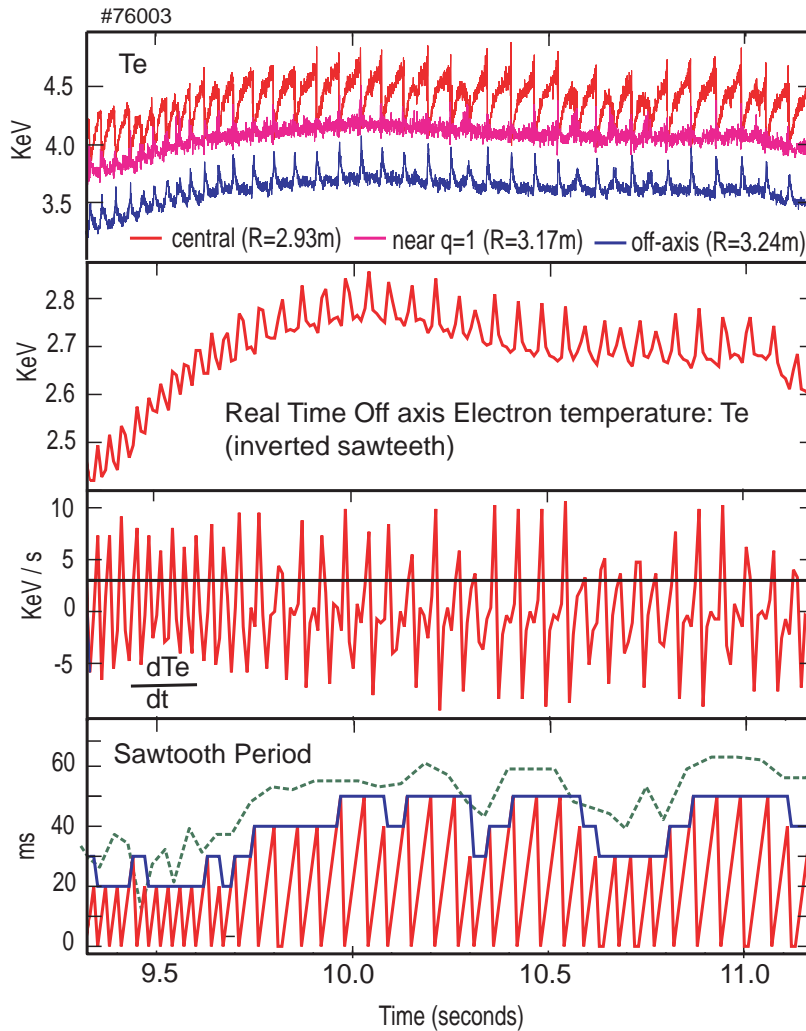 #76003
Te
4.5
4.0
3.5
KeV
central (R=2.93m) near q=1 (R=3.17m) off-axis (R=3.24m)
2.8
2.7
2.6
2.5
KeV
Real Time Off axis Electron temperature: Te
(inverted sawteeth)
10
5
0
-5
KeV / s
dTe
dt
Sawtooth Period
60
40
20
0
ms
9.5 10.0 10.5 11.0
Time (seconds)